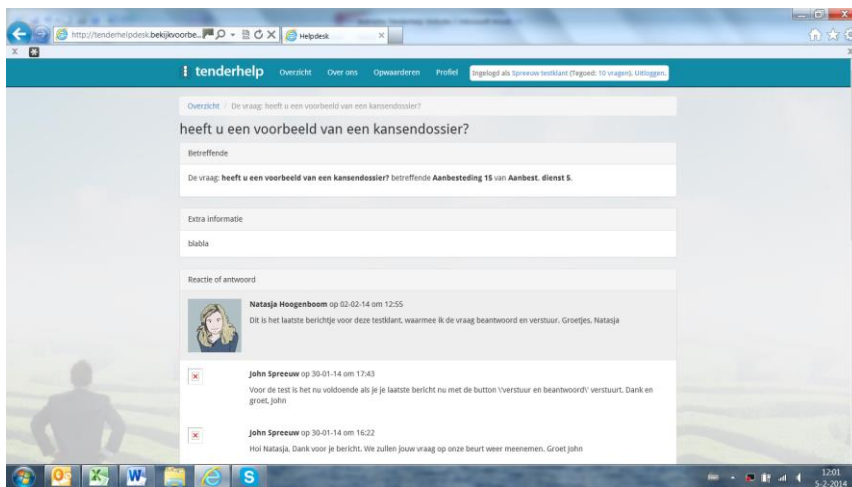 http://tenderhelpdesk.bekijkvoorbe...
Helpdesk
tenderhelp Overzicht Over ons Opwaarderen Profiel Ingelogd als Spreeuw testklant (Tegoed: 10 vragen). Uitloggen.
Overzicht / De vraag: heeft u een voorbeeld van een kansendossier?
heeft u een voorbeeld van een kansendossier?
Betreffende
De vraag: heeft u een voorbeeld van een kansendossier? betreffende Aanbesteding 15 van Aanbest. dienst 5.
Extra informatie
blabla
Reactie of antwoord
Natasja Hoogenboom op 02-02-14 om 12:55
Dit is het laatste berichtje voor deze testklant, waarmee ik de vraag beantwoord en verstuur. Groetjes, Natasja
John Spreeuw op 30-01-14 om 17:43
Voor de test is het nu voldoende als je je laatste bericht nu met de button \'verstuur en beantwoord\' verstuurt. Dank en
groet, John
John Spreeuw op 30-01-14 om 16:22
Hoi Natasja, Dank voor je bericht. We zullen jouw vraag op onze beurt weer meenemen. Groet John
12:01
5-2-2014